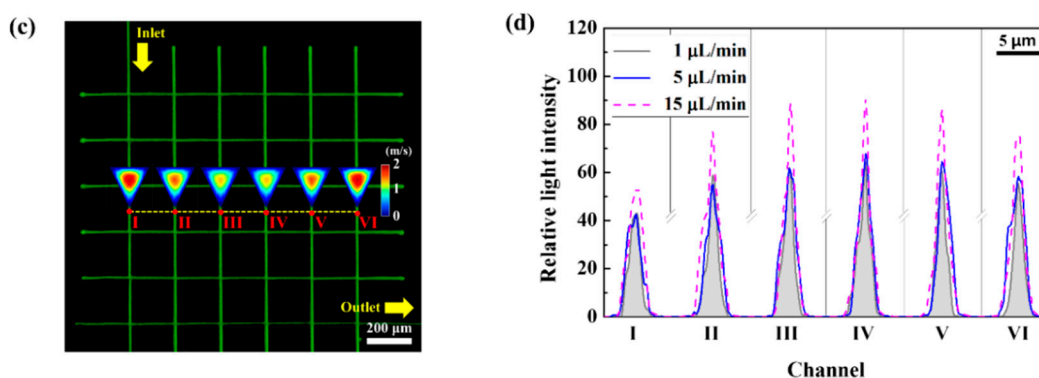 (c)
Inlet
(m/s)
2
1
0
I II III IV V VI
Outlet
200 μm
(d)
Relative light intensity
120
100
80
60
40
20
0
1 μL/min
5 μL/min
15 μL/min
5 μm
I II III IV V VI
Channel